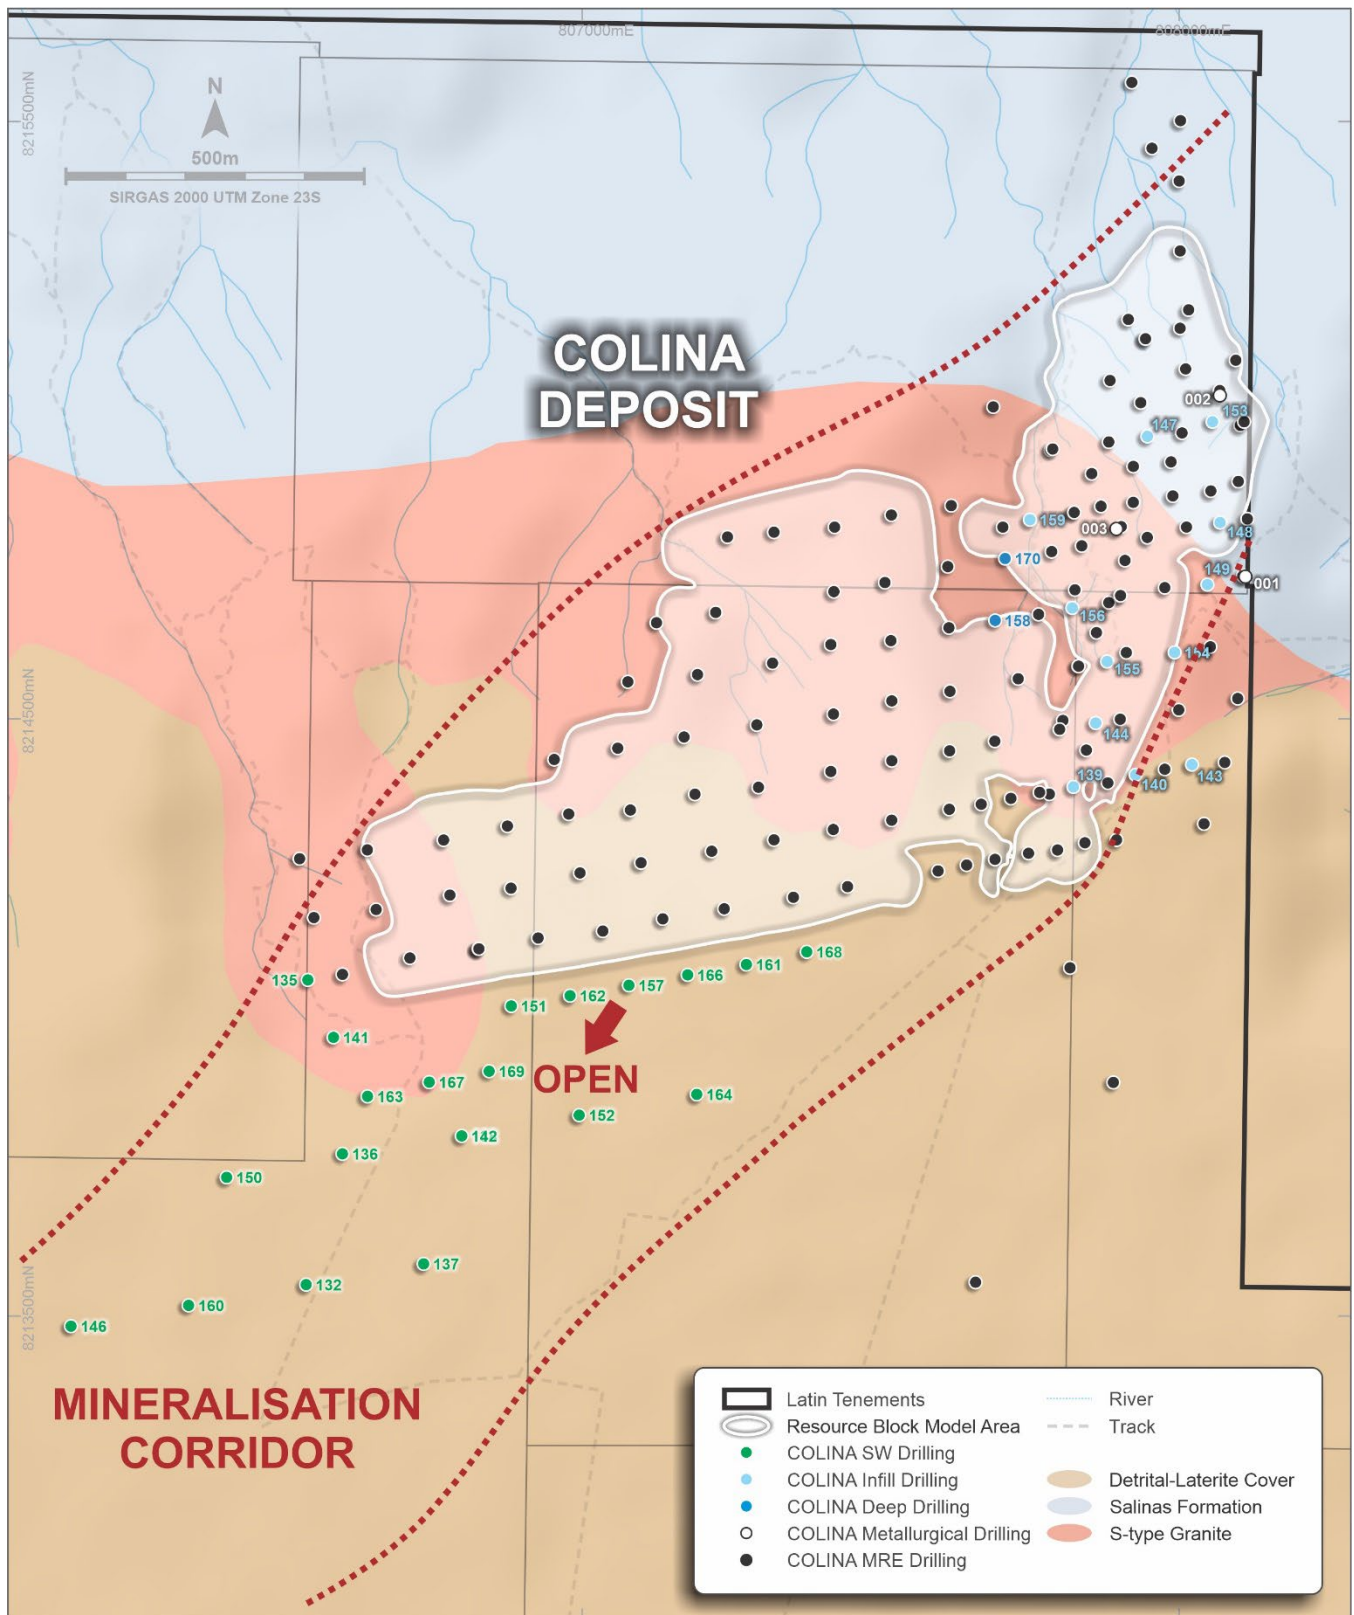 807000mE
808000mE
8215500mN
N
500m
SIRGAS 2000 UTM Zone 23S
COLINA
DEPOSIT
002
153
147
159
003
148
170
149
001
156
158
154
155
8214500mN
144
139
140
143
168
161
135
166
157
162
151
141
169
OPEN
167
163
164
152
142
136
150
137
132
160
8213500mN
146
MINERALISATION
CORRIDOR
Latin Tenements
Resource Block Model Area
COLINA SW Drilling
COLINA Infill Drilling
COLINA Deep Drilling
COLINA Metallurgical Drilling
COLINA MRE Drilling
River
Track
Detrital-Laterite Cover
Salinas Formation
S-type Granite